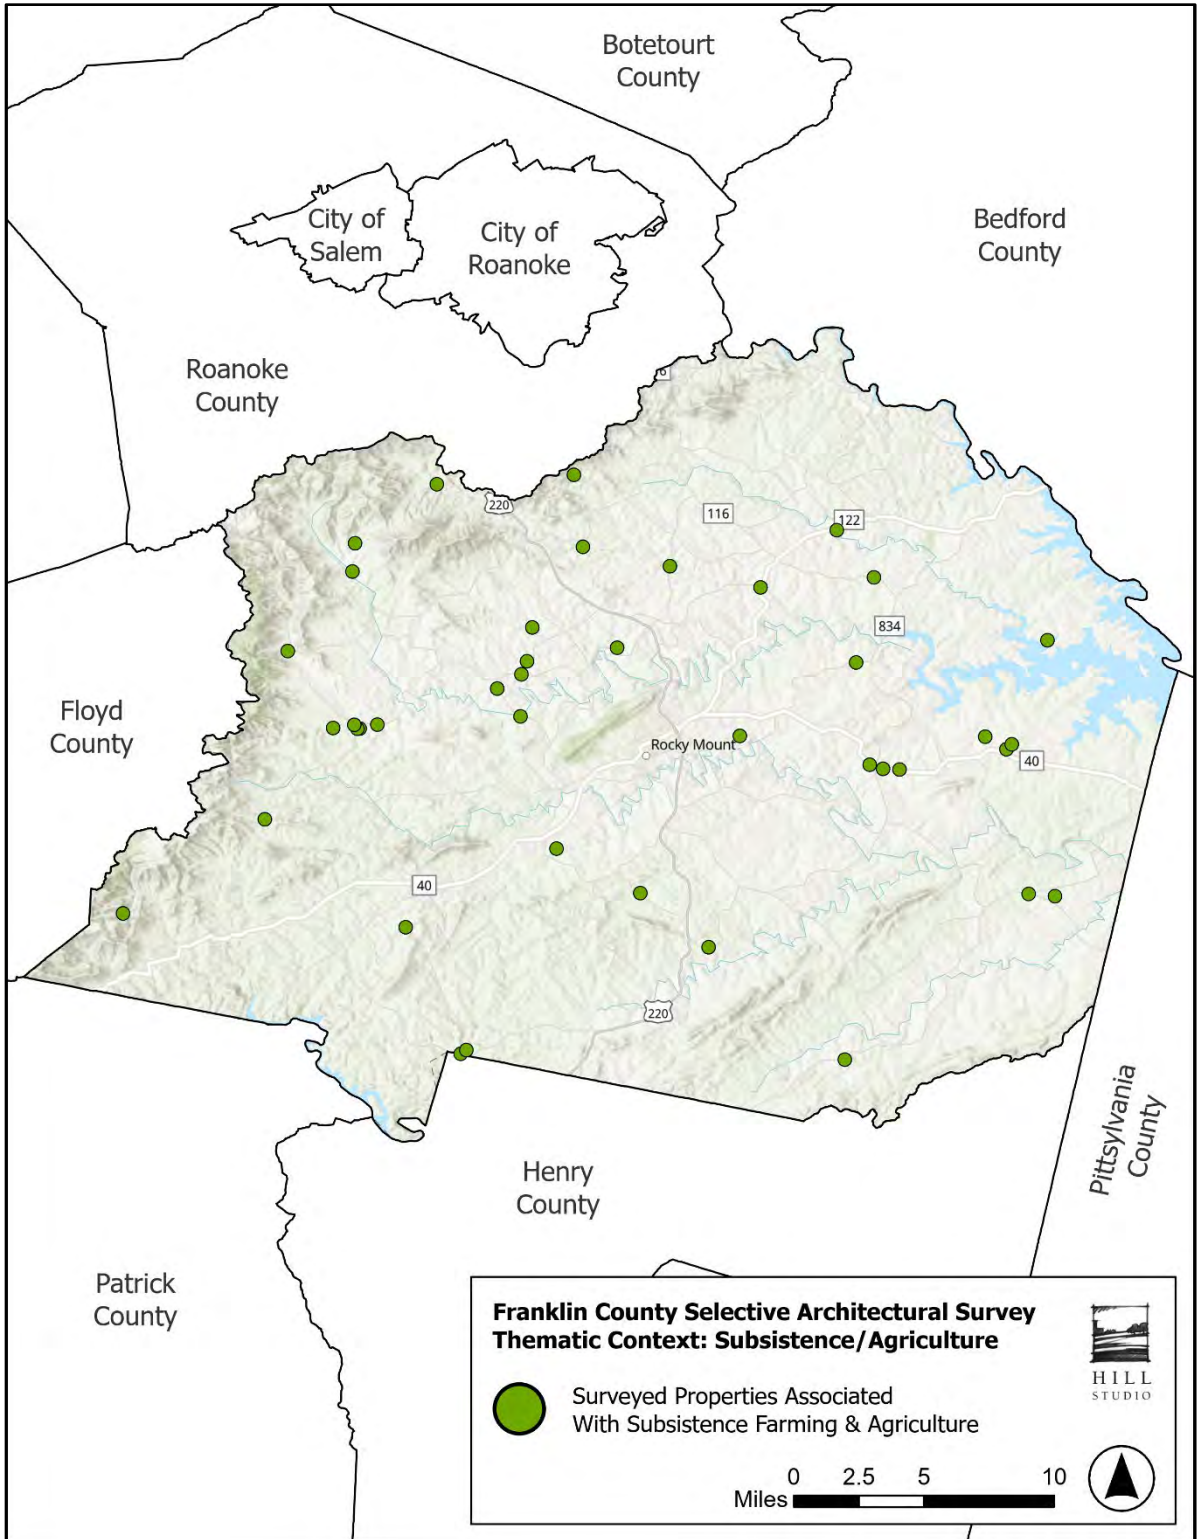 Botetourt
County
City of
Salem
City of
Roanoke
Bedford
County
Roanoke
County
6
220
116
122
834
Floyd
County
Rocky Mount
40
40
220
Pittsylvania
County
Henry
County
Patrick
County
Franklin County Selective Architectural Survey
Thematic Context: Subsistence/Agriculture
HILL
STUDIO
Surveyed Properties Associated
With Subsistence Farming & Agriculture
0 2.5 5 10
Miles